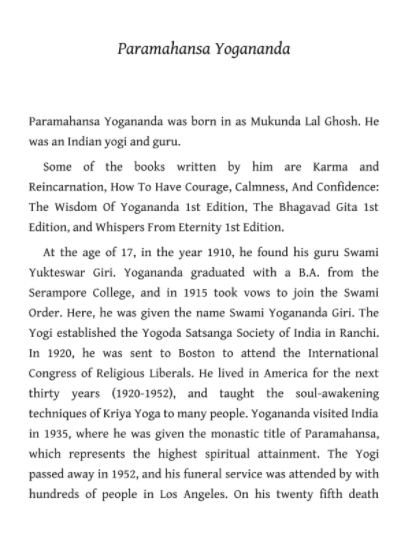 Paramahansa Yogananda
Paramahansa Yogananda was born in as Mukunda Lal Ghosh. He
was an Indian yogi and guru.
Some of the books written by him are Karma and
Reincarnation, How To Have Courage, Calmness, And Confidence:
The Wisdom Of Yogananda 1st Edition, The Bhagavad Gita 1st
Edition, and Whispers From Eternity 1st Edition.
At the age of 17, in the year 1910, he found his guru Swami
Yukteswar Giri. Yogananda graduated with a B.A. from the
Serampore College, and in 1915 took vows to join the Swami
Order. Here, he was given the name Swami Yogananda Giri. The
Yogi established the Yogoda Satsanga Society of India in Ranchi.
In 1920, he was sent to Boston to attend the International
Congress of Religious Liberals. He lived in America for the next
thirty years (1920-1952), and taught the soul-awakening
techniques of Kriya Yoga to many people. Yogananda visited India
in 1935, where he was given the monastic title of Paramahansa,
which represents the highest spiritual attainment. The Yogi
passed away in 1952, and his funeral service was attended by with
hundreds of people in Los Angeles. On his twenty fifth death